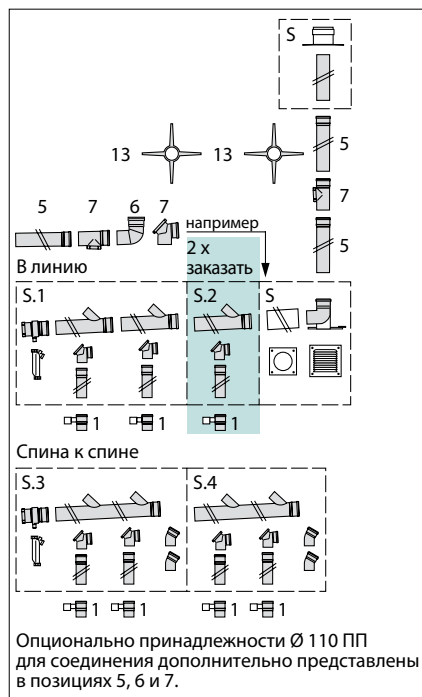 S
13
13
5
7
5
5
7
6
7
например
2 x
заказать
В линию
S.1
S.2
S
1
1
1
Спина к спине
S.3
S.4
1
1
1
1
Опционально принадлежности Ø 110 ПП
для соединения дополнительно представлены
в позициях 5, 6 и 7.